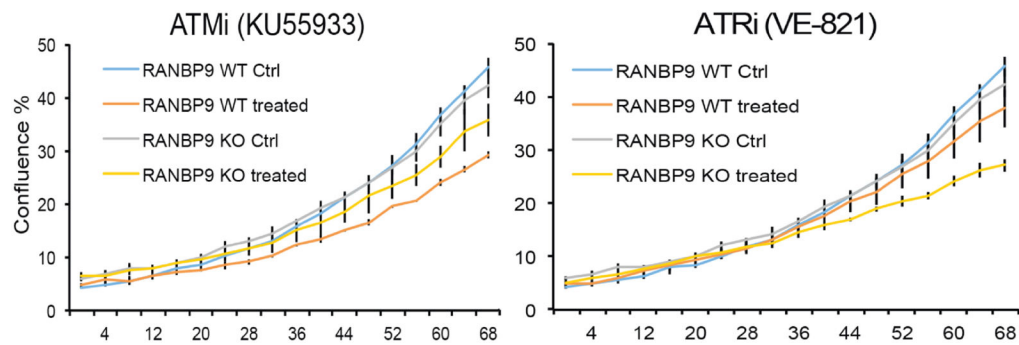 ATMi (KU55933)
50
40
30
20
10
0
Confluence %
RANBP9 WT Ctrl
RANBP9 WT treated
RANBP9 KO Ctrl
RANBP9 KO treated
4 12 20 28 36 44 52 60 68
ATRi (VE-821)
50
40
30
20
10
0
RANBP9 WT Ctrl
RANBP9 WT treated
RANBP9 KO Ctrl
RANBP9 KO treated
4 12 20 28 36 44 52 60 68